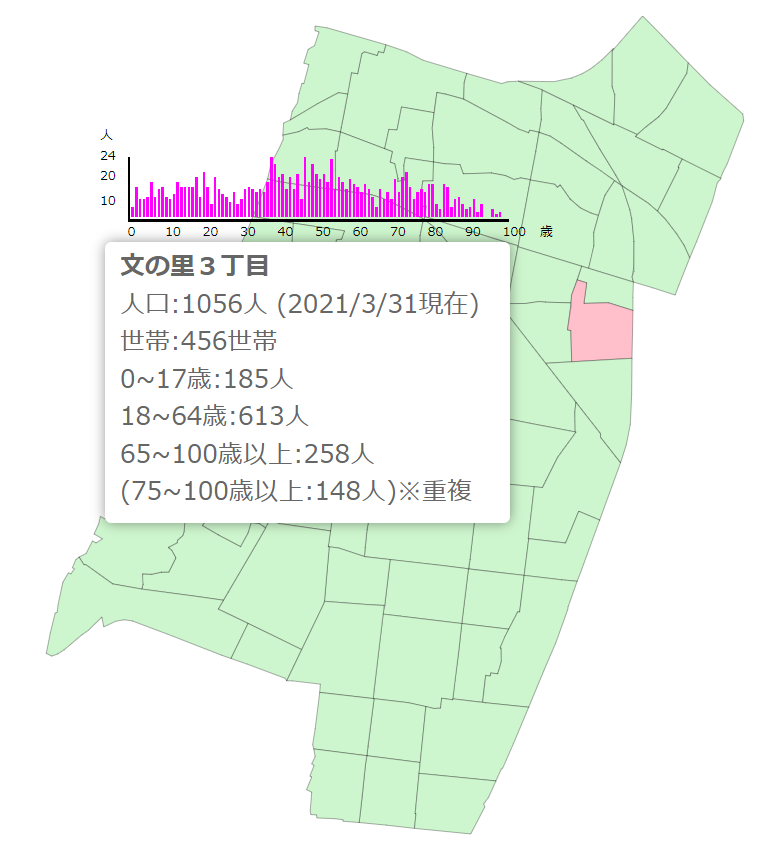 人
24
20
10
0 10 20 30 40 50 60 70 80 90 100 歳
文の里３丁目
人口:1056人 (2021/3/31現在)
世帯:456世帯
0~17歳:185人
18~64歳:613人
65~100歳以上:258人
(75~100歳以上:148人)※重複